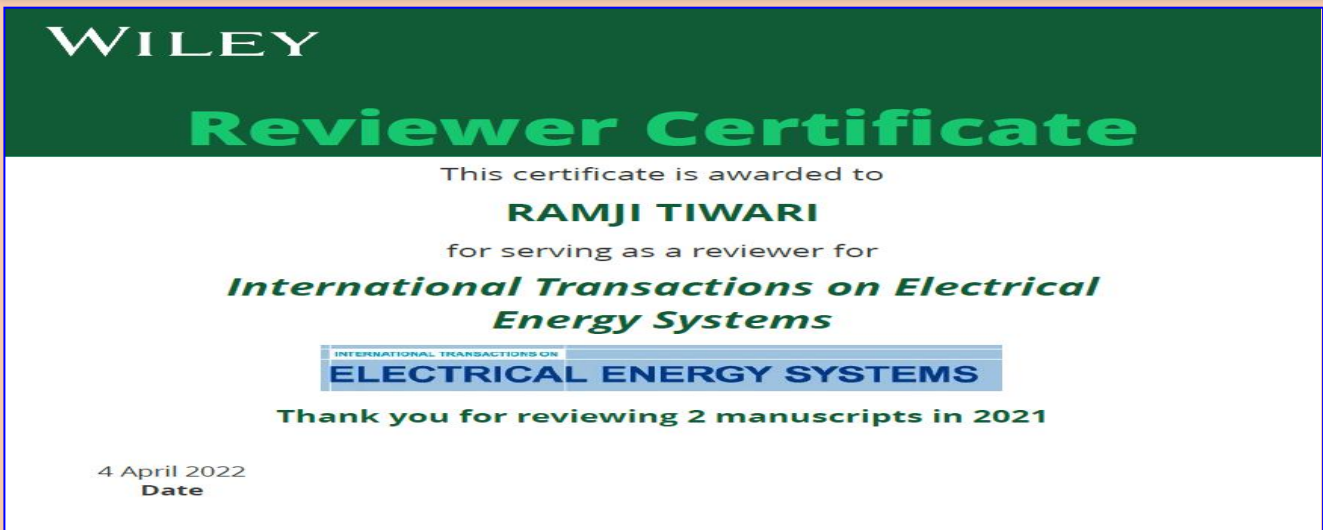 WILEY
Reviewer Certificate
This certificate is awarded to
RAMJI TIWARI
for serving as a reviewer for
International Transactions on Electrical
Energy Systems
INTERNATIONAL TRANSACTIONS ON
ELECTRICAL ENERGY SYSTEMS
Thank you for reviewing 2 manuscripts in 2021
4 April 2022
Date